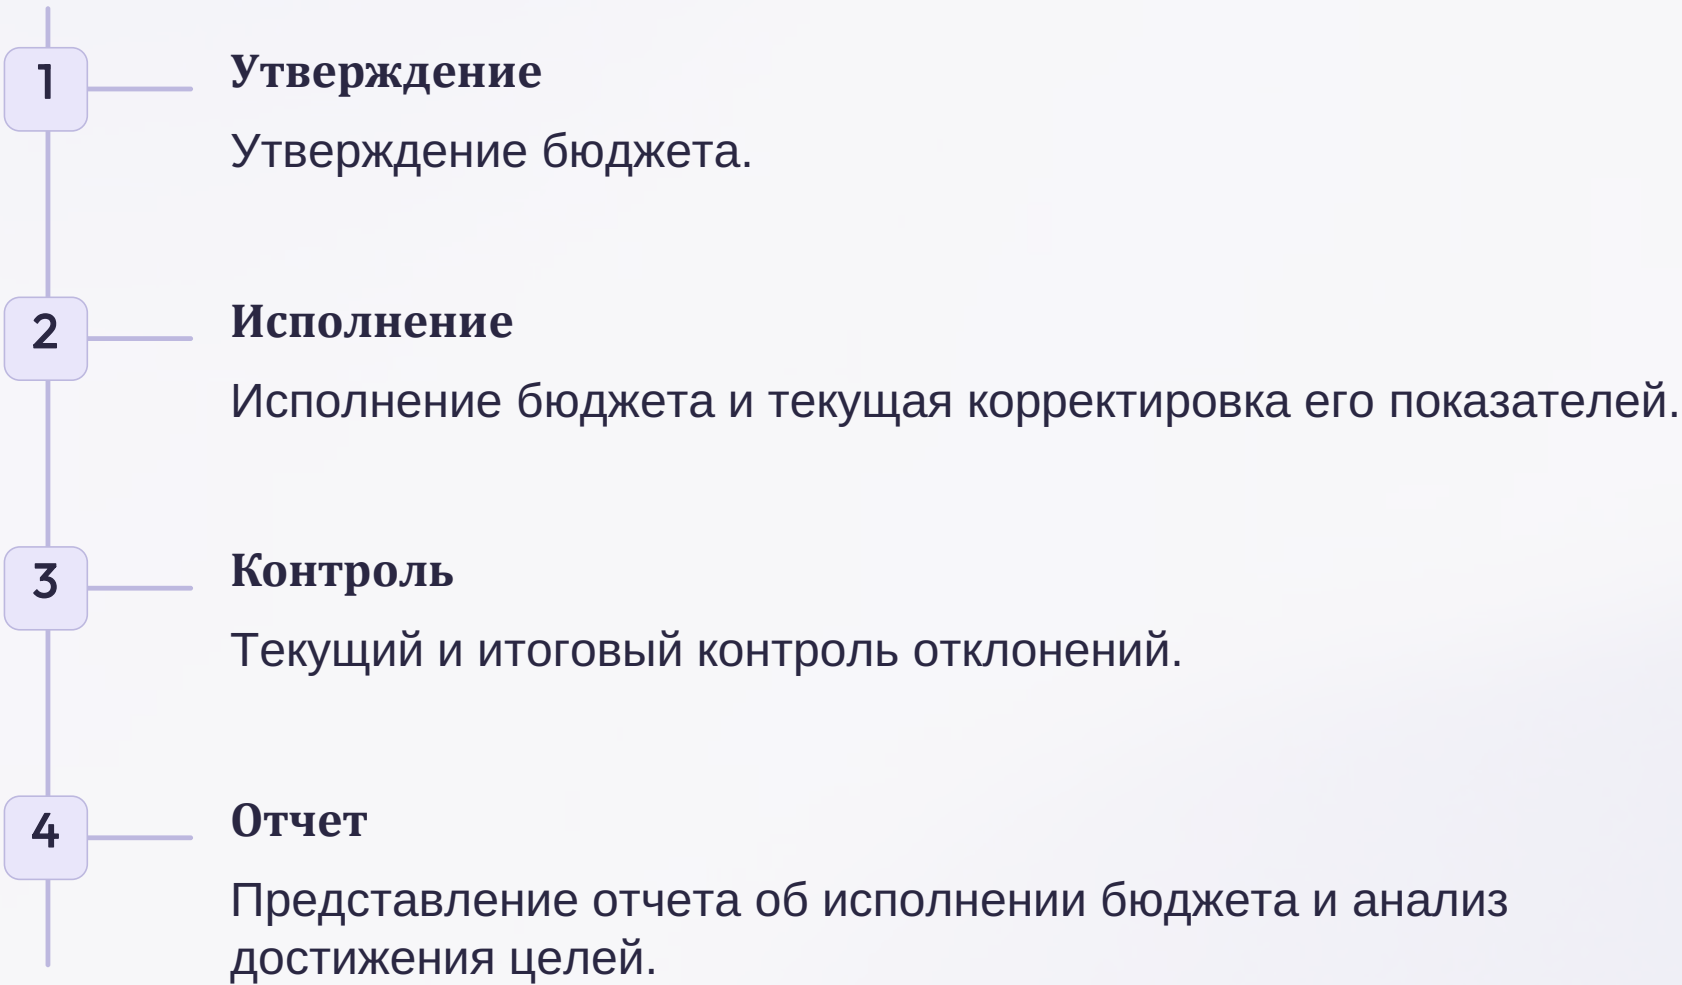 1
Утверждение
Утверждение бюджета.
2
Исполнение
Исполнение бюджета и текущая корректировка его показателей.
3
Контроль
Текущий и итоговый контроль отклонений.
4
Отчет
Представление отчета об исполнении бюджета и анализ
достижения целей.